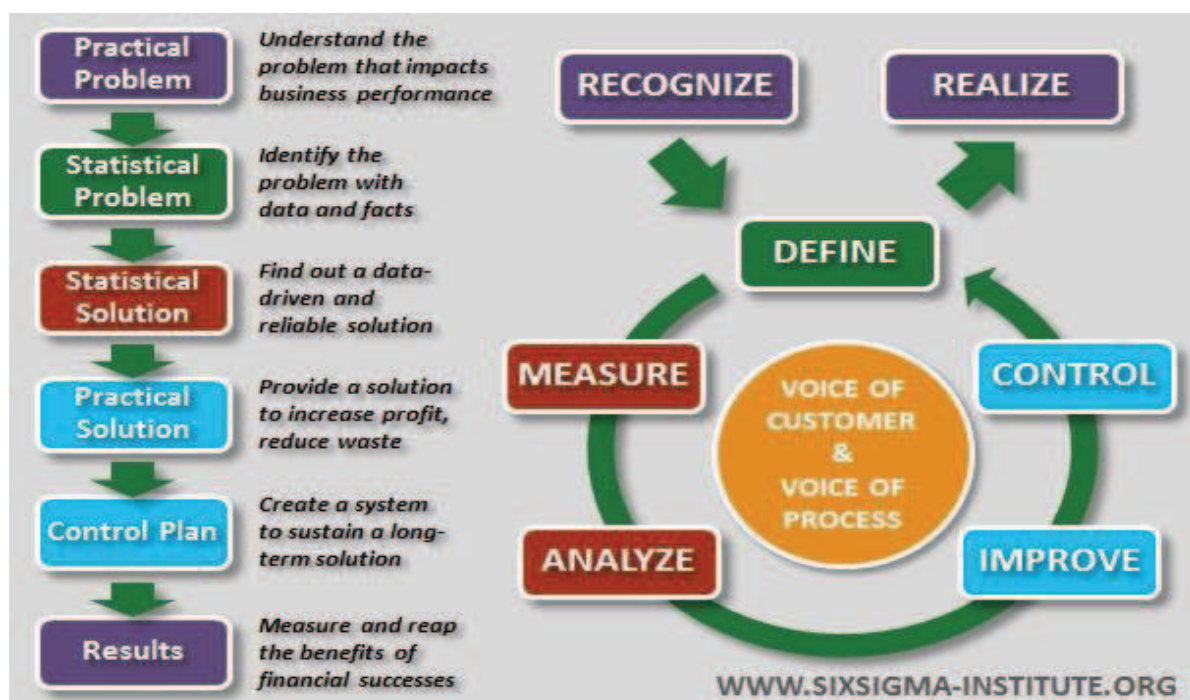 Practical
Problem
Understand the
problem that impacts
business performance
Statistical
Problem
Identify the
problem with
data and facts
Statistical
Solution
Find out a data-
driven and
reliable solution
Practical
Solution
Provide a solution
to increase profit,
reduce waste
Control Plan
Create a system
to sustain a long-
term solution
Results
Measure and reap
the benefits of
financial successes
RECOGNIZE
REALIZE
DEFINE
MEASURE
CONTROL
VOICE OF
CUSTOMER
&
VOICE OF
PROCESS
ANALYZE
IMPROVE
WWW.SIXSIGMA-INSTITUTE.ORG